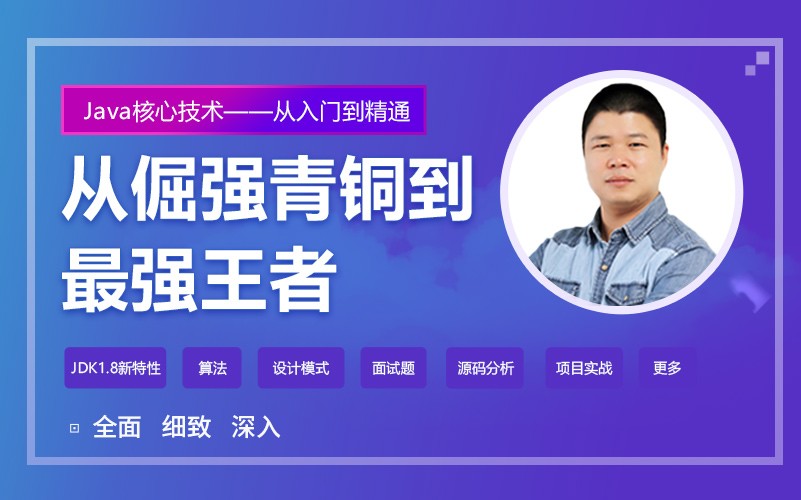 Java核心技术——从入门到精通
从倔强青铜到
最强王者
JDK1.8新特性 算法 设计模式 面试题 源码分析 项目实战 更多
全面 细致 深入